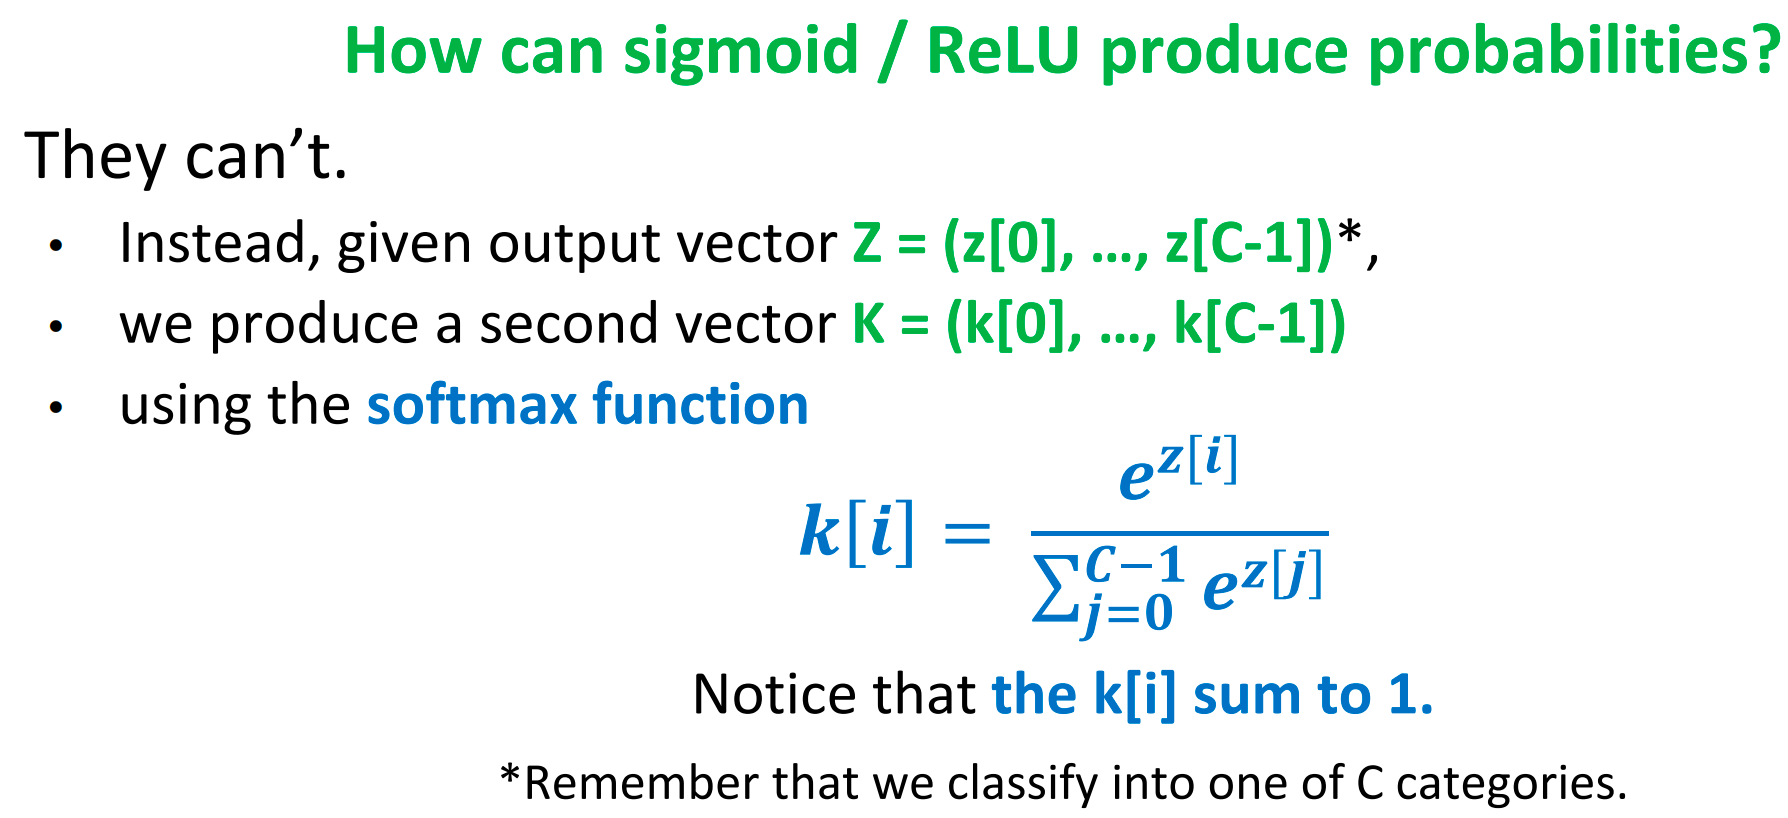 How can sigmoid / ReLU produce probabilities?
They can’t.
• Instead, given output vector Z = (z[0], …, z[C-1])*,
• we produce a second vector K = (k[0], …, k[C-1])
• using the softmax function
k[i] = e^{z[i]} / ∑_{j=0}^{C−1} e^{z[j]}
Notice that the k[i] sum to 1.
*Remember that we classify into one of C categories.